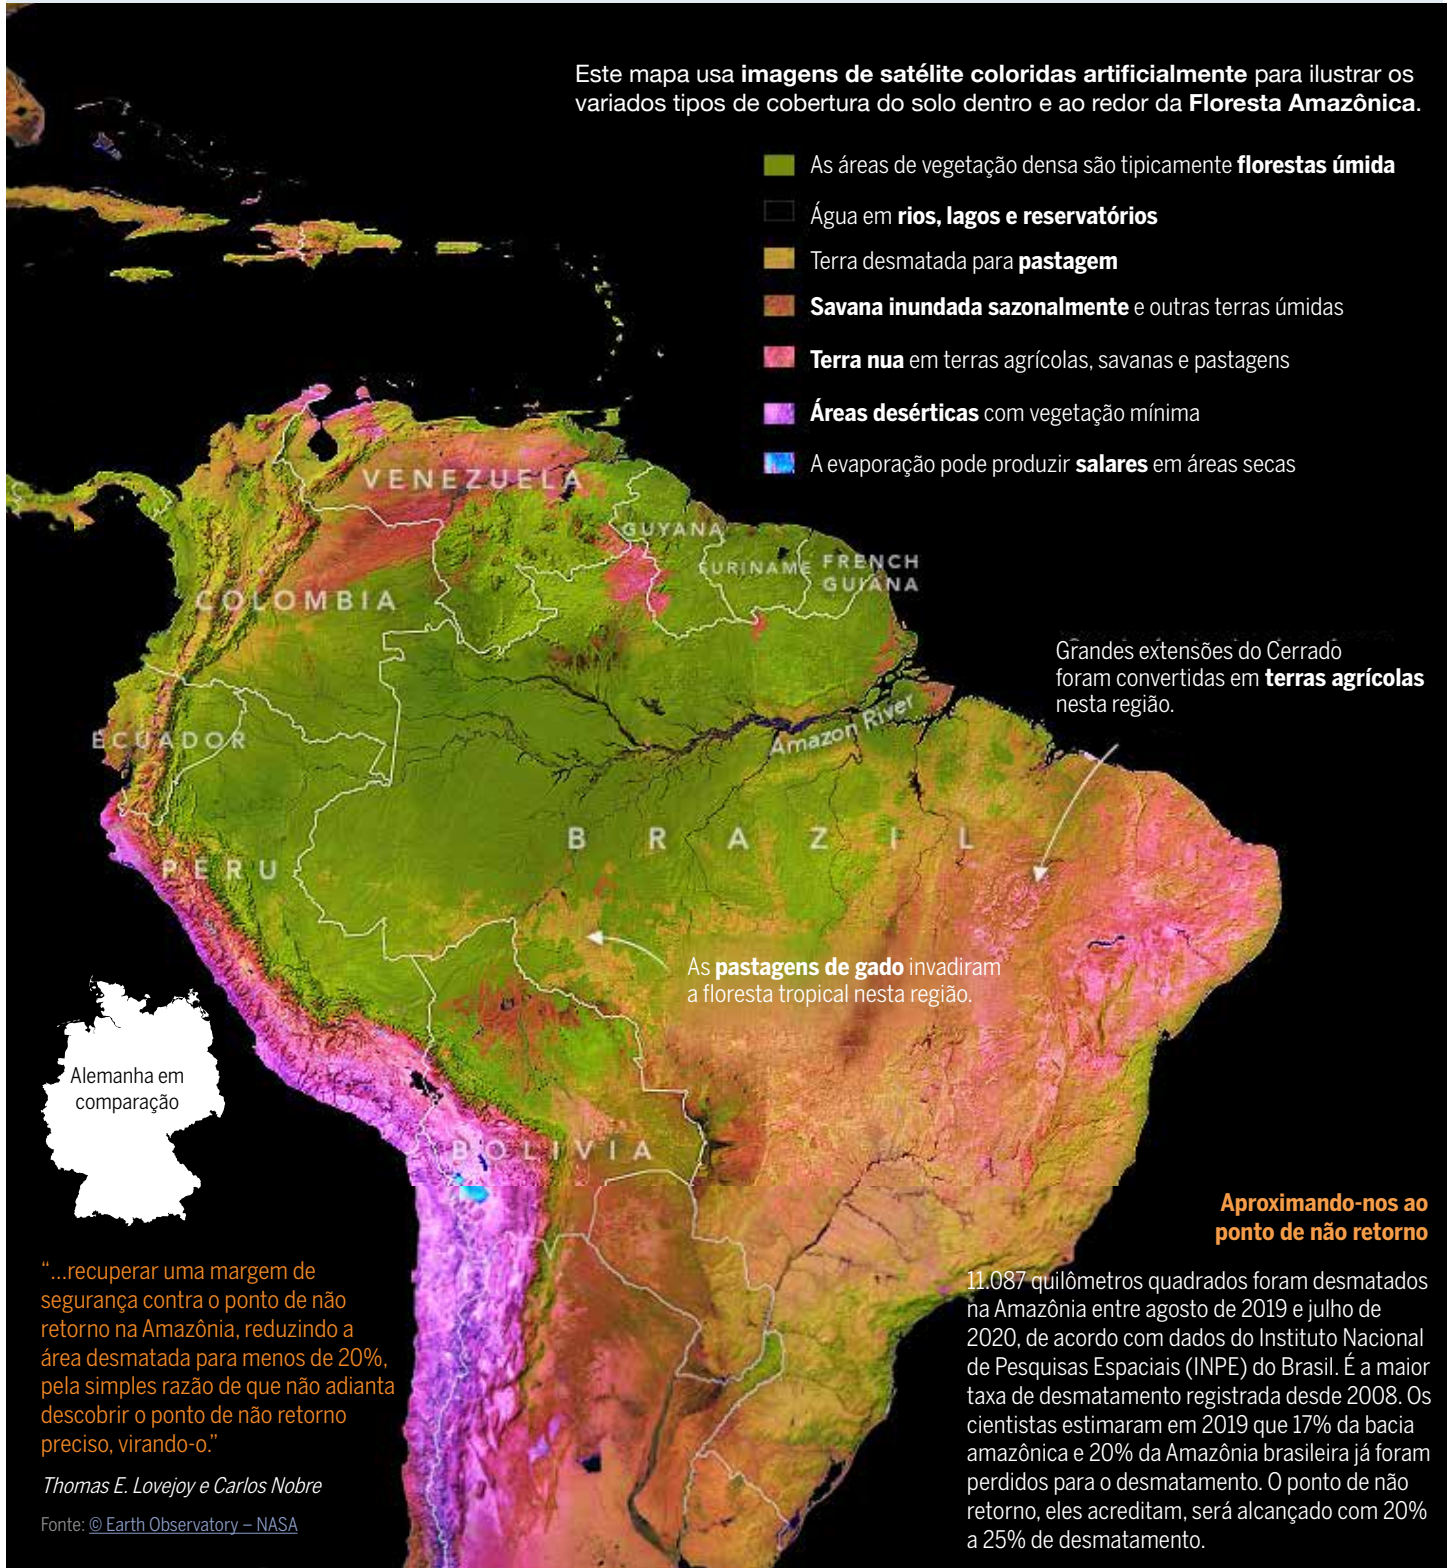 Este mapa usa imagens de satélite coloridas artificialmente para ilustrar os
variados tipos de cobertura do solo dentro e ao redor da Floresta Amazônica.
As áreas de vegetação densa são tipicamente florestas úmida
Água em rios, lagos e reservatórios
Terra desmatada para pastagem
Savana inundada sazonalmente e outras terras úmidas
Terra nua em terras agrícolas, savanas e pastagens
Áreas desérticas com vegetação mínima
A evaporação pode produzir salares em áreas secas
VENEZUELA
GUYANA
SURINAME
FRENCH
GUIANA
COLOMBIA
Grandes extensões do Cerrado
foram convertidas em terras agrícolas
nesta região.
Amazon River
ECUADOR
BRAZIL
PERU
As pastagens de gado invadiram
a floresta tropical nesta região.
Alemanha em
comparação
BOLIVIA
Aproximando-nos ao
ponto de não retorno
11.087 quilômetros quadrados foram desmatados
na Amazônia entre agosto de 2019 e julho de
2020, de acordo com dados do Instituto Nacional
de Pesquisas Espaciais (INPE) do Brasil. É a maior
taxa de desmatamento registrada desde 2008. Os
cientistas estimaram em 2019 que 17% da bacia
amazônica e 20% da Amazônia brasileira já foram
perdidos para o desmatamento. O ponto de não
retorno, eles acreditam, será alcançado com 20%
a 25% de desmatamento.
“...recuperar uma margem de
segurança contra o ponto de não
retorno na Amazônia, reduzindo a
área desmatada para menos de 20%,
pela simples razão de que não adianta
descobrir o ponto de não retorno
preciso, virando-o.”
Thomas E. Lovejoy e Carlos Nobre
Fonte: © Earth Observatory – NASA